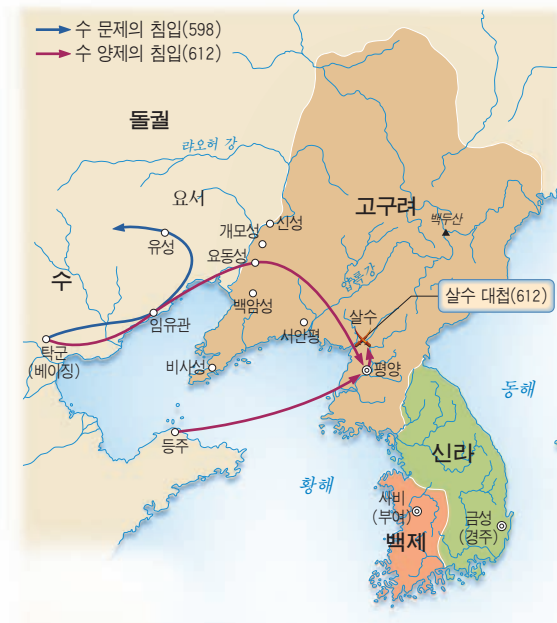 수 문제의 침입(598)
수 양제의 침입(612)
돌궐
랴오허 강
요서
고구려
백두산
신성
개모성
요동성
유성
압록강
수
백암성
살수 대첩(612)
살수
임유관
서안평
탁군
(베이징)
비사성
평양
동해
등주
신라
황해
사비
(부여)
금성
(경주)
백제